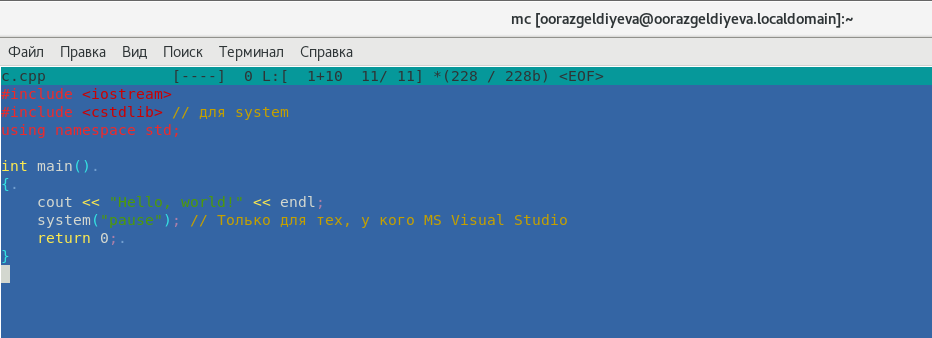 mc [oorazgeldiyeva@oorazgeldiyeva.localdomain]:~
Файл Правка Вид Поиск Терминал Справка
c.cpp [----] 0 L:[ 1+10 11/ 11] *(228 / 228b) <EOF>
#include <iostream>
#include <cstdlib> // для system
using namespace std;
int main().
{.
cout << "Hello, world!" << endl;
system("pause"); // Только для тех, у кого MS Visual Studio
return 0;.
}